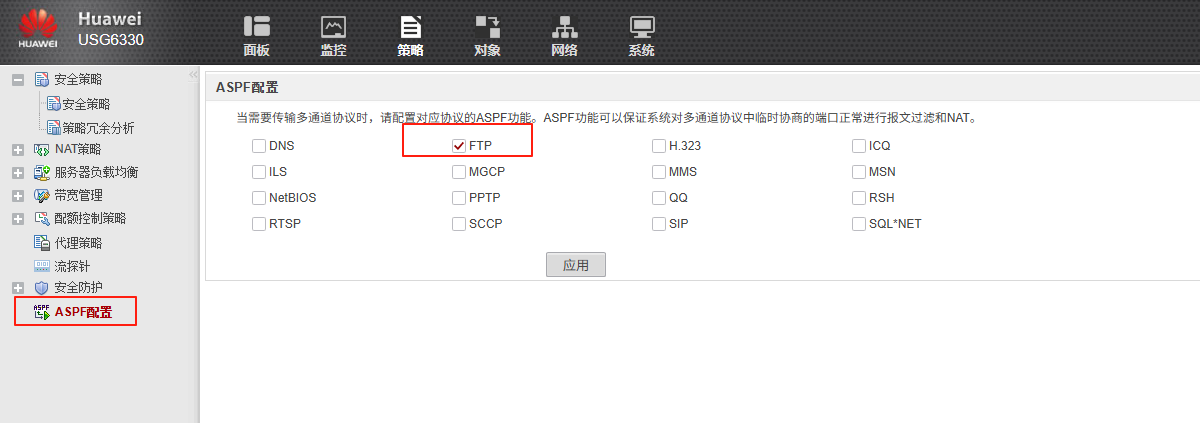 HUAWEI
Huawei
USG6330
面板 监控 策略 对象 网络 系统
安全策略
安全策略
策略冗余分析
NAT策略
服务器负载均衡
带宽管理
配额控制策略
代理策略
流探针
安全防护
ASPF
ASPF配置
ASPF配置
当需要传输多通道协议时，请配置对应协议的ASPF功能。ASPF功能可以保证系统对多通道协议中临时协商的端口正常进行报文过滤和NAT。
DNS FTP H.323 ICQ
ILS MGCP MMS MSN
NetBIOS PPTP QQ RSH
RTSP SCCP SIP SQL*NET
应用